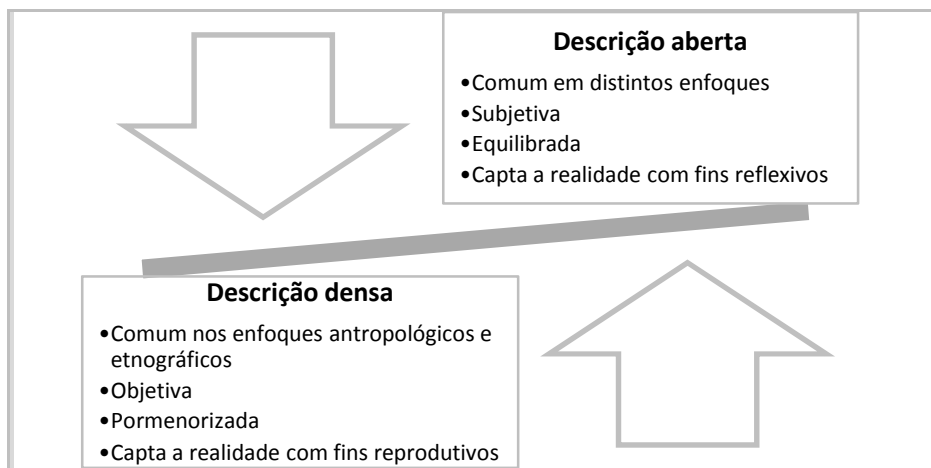 Descrição aberta
•Comum em distintos enfoques
•Subjetiva
•Equilibrada
•Capta a realidade com fins reflexivos
Descrição densa
•Comum nos enfoques antropológicos e
etnográficos
•Objetiva
•Pormenorizada
•Capta a realidade com fins reprodutivos